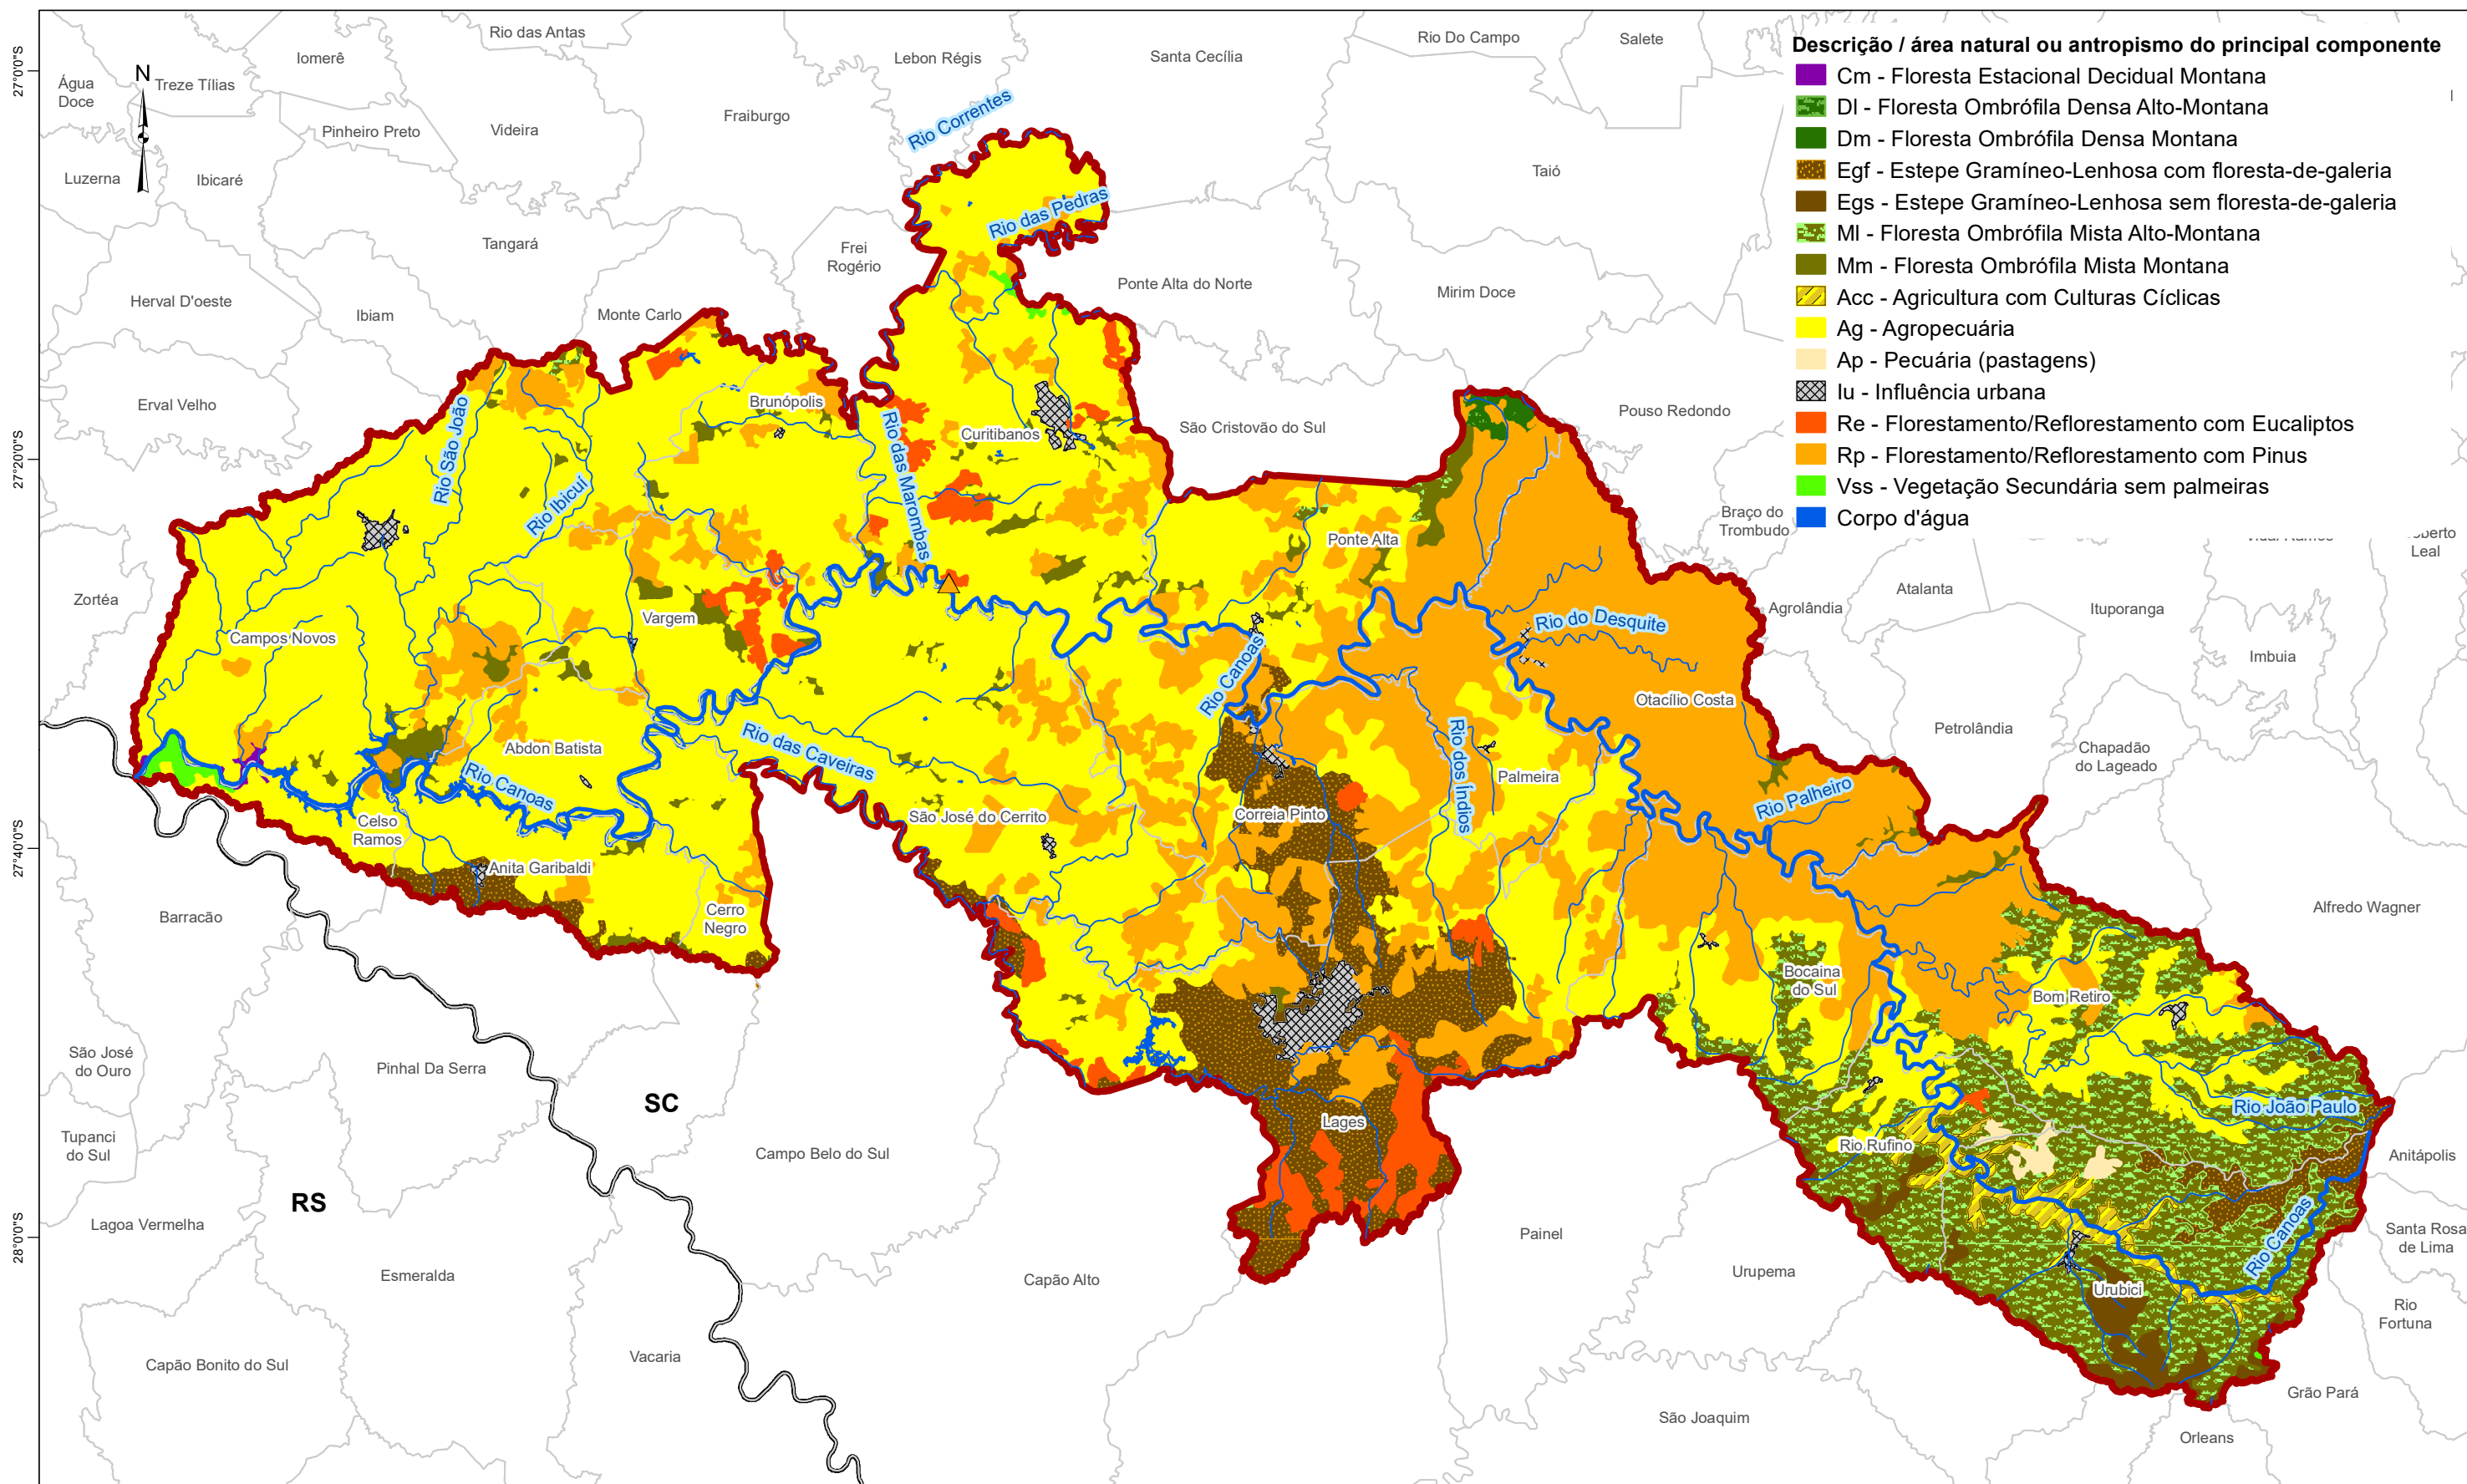 Descrição / área natural ou antropismo do principal componente
Cm - Floresta Estacional Decidual Montana
Dl - Floresta Ombrófila Densa Alto-Montana
Dm - Floresta Ombrófila Densa Montana
Egf - Estepe Gramíneo-Lenhosa com floresta-de-galeria
Egs - Estepe Gramíneo-Lenhosa sem floresta-de-galeria
Ml - Floresta Ombrófila Mista Alto-Montana
Mm - Floresta Ombrófila Mista Montana
Acc - Agricultura com Culturas Cíclicas
Ag - Agropecuária
Ap - Pecuária (pastagens)
Iu - Influência urbana
Re - Florestamento/Reflorestamento com Eucaliptos
Rp - Florestamento/Reflorestamento com Pinus
Vss - Vegetação Secundária sem palmeiras
Corpo d'água
27°0'0"S
27°20'0"S
27°40'0"S
28°0'0"S
N
Rio das Antas
Iomerê
Lebon Régis
Santa Cecília
Rio Do Campo
Salete
Água
Doce
Treze Tílias
Pinheiro Preto
Videira
Fraiburgo
Rio Correntes
Luzerna
Ibicaré
Taió
Rio das Pedras
Tangará
Frei
Rogério
Ponte Alta do Norte
Mirim Doce
Herval D'oeste
Ibiam
Monte Carlo
Erval Velho
Brunópolis
Curitibanos
São Cristovão do Sul
Pouso Redondo
Rio São João
Rio Ibicuí
Rio das Marombas
Braço do
Trombudo
Ponte Alta
Leal
Zortéa
Campos Novos
Vargem
Agrolândia
Atalanta
Ituporanga
Rio do Desquite
Imbuia
Rio Canoas
Otacílio Costa
Petrolândia
Chapadão
do Lageado
Abdon Batista
Rio das Caveiras
Rio dos Índios
Palmeira
Rio Canoas
Rio Palheiro
Celso
Ramos
São José do Cerrito
Correia Pinto
Anita Garibaldi
Barracão
Cerro
Negro
Alfredo Wagner
Bocaina
do Sul
Bom Retiro
São José
do Ouro
Pinhal Da Serra
SC
Lages
Rio João Paulo
Tupanci
do Sul
Campo Belo do Sul
Rio Rufino
Anitápolis
RS
Lagoa Vermelha
Painel
Rio Canoas
Santa Rosa
de Lima
Esmeralda
Capão Alto
Urupema
Urubici
Rio
Fortuna
Capão Bonito do Sul
Vacaria
Grão Pará
São Joaquim
Orleans